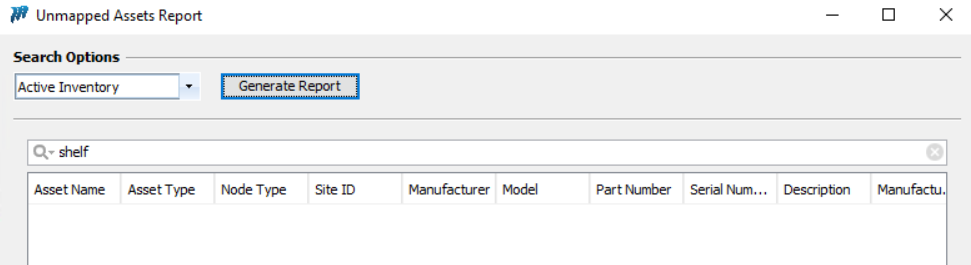 Unmapped Assets Report
Search Options
Active Inventory Generate Report
shelf
Asset Name Asset Type Node Type Site ID Manufacturer Model Part Number Serial Num... Description Manufactu.